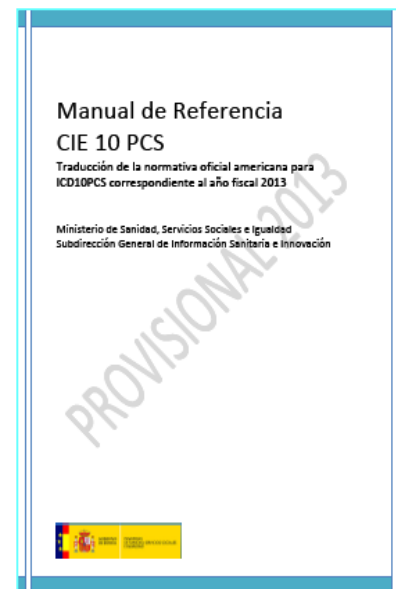 Manual de Referencia
CIE 10 PCS
Traducción de la normativa oficial americana para
ICD10PCS correspondiente al año fiscal 2013
Ministerio de Sanidad, Servicios Sociales e Igualdad
Subdirección General de Información Sanitaria e Innovación
PROVISIONAL 2013